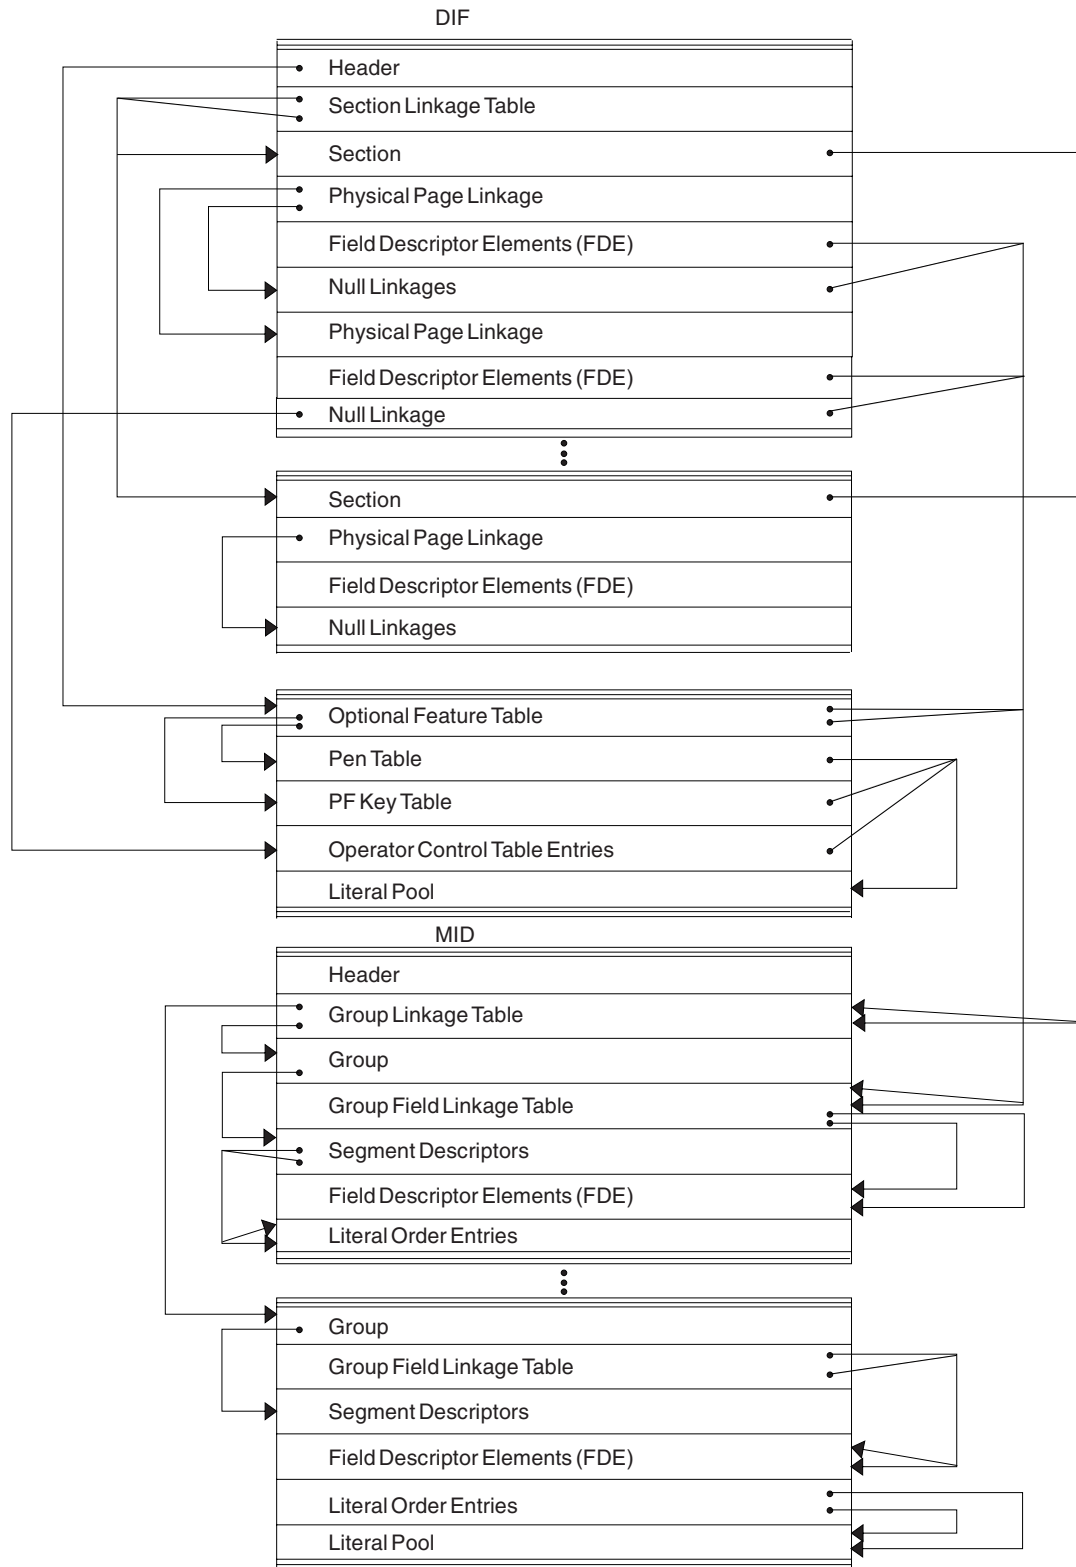 DIF
Header
Section Linkage Table
Section
Physical Page Linkage
Field Descriptor Elements (FDE)
Null Linkages
Physical Page Linkage
Field Descriptor Elements (FDE)
Null Linkage
Section
Physical Page Linkage
Field Descriptor Elements (FDE)
Null Linkages
Optional Feature Table
Pen Table
PF Key Table
Operator Control Table Entries
Literal Pool
MID
Header
Group Linkage Table
Group
Group Field Linkage Table
Segment Descriptors
Field Descriptor Elements (FDE)
Literal Order Entries
Group
Group Field Linkage Table
Segment Descriptors
Field Descriptor Elements (FDE)
Literal Order Entries
Literal Pool